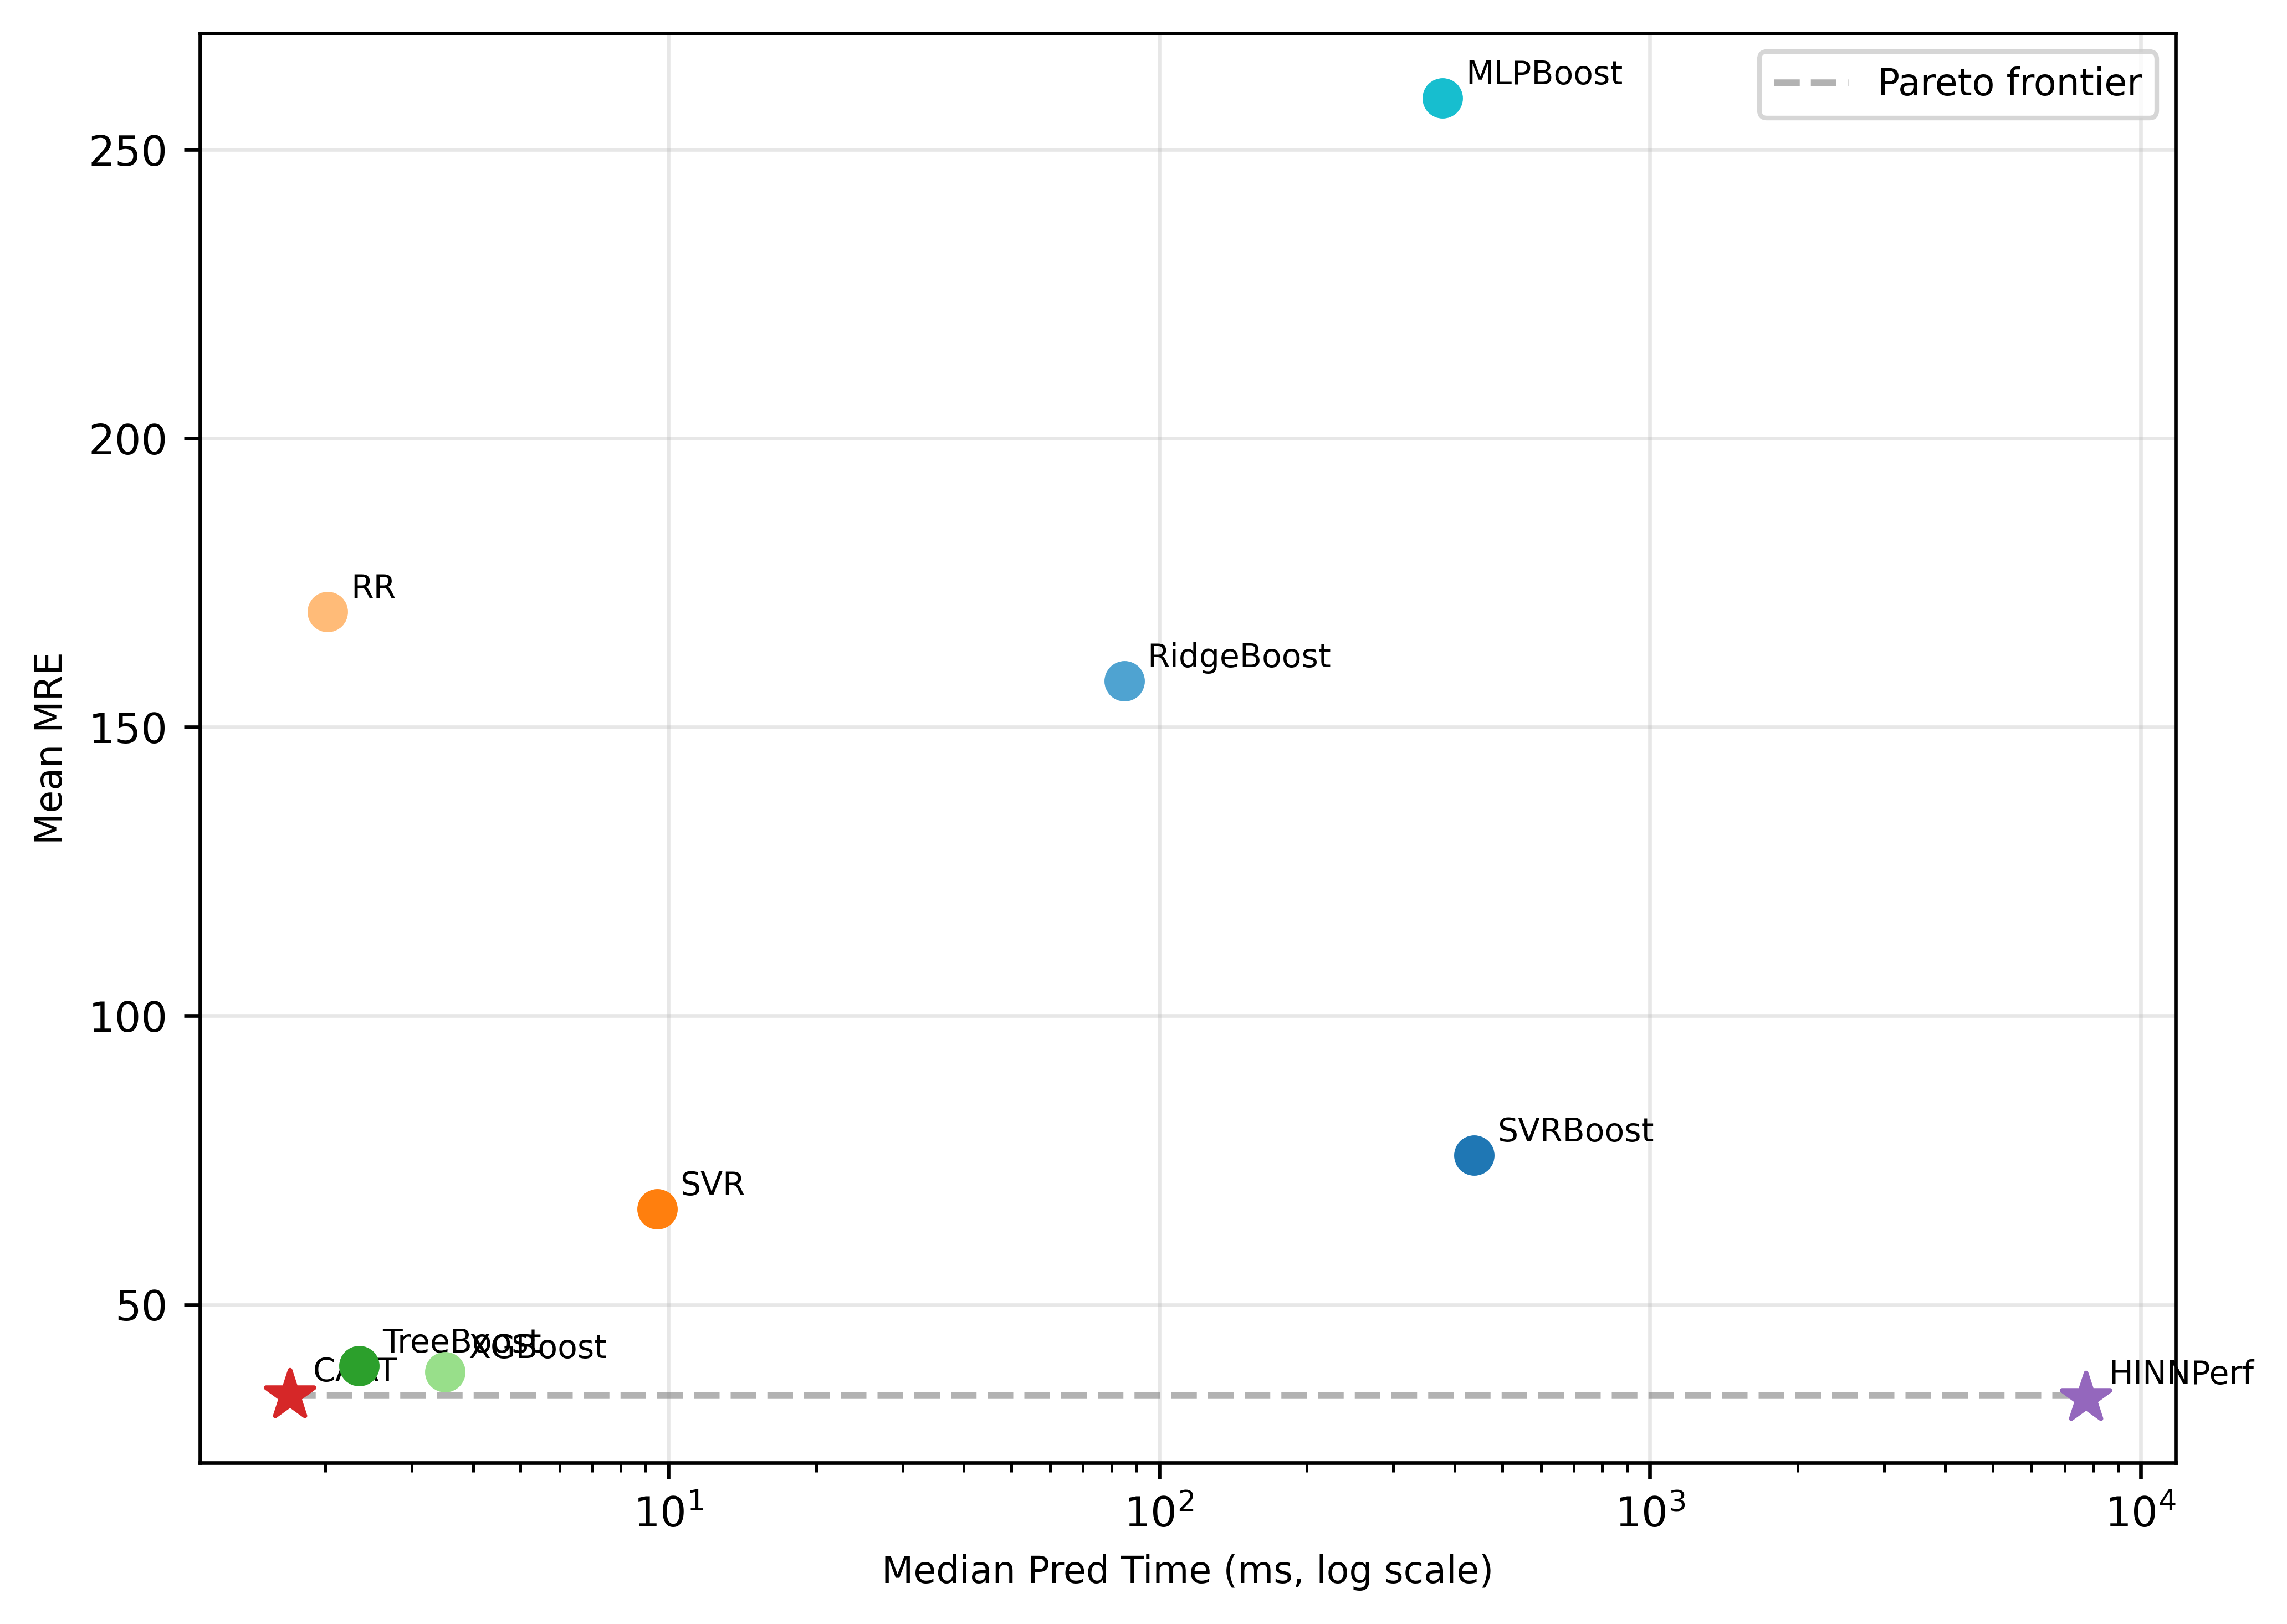 MLPBoost
Pareto frontier
250
200
RR
RidgeBoost
Mean MRE
150
100
SVRBoost
SVR
50
TreeBoost
XGBoost
CART
HINNPerf
10¹
10²
10³
10⁴
Median Pred Time (ms, log scale)